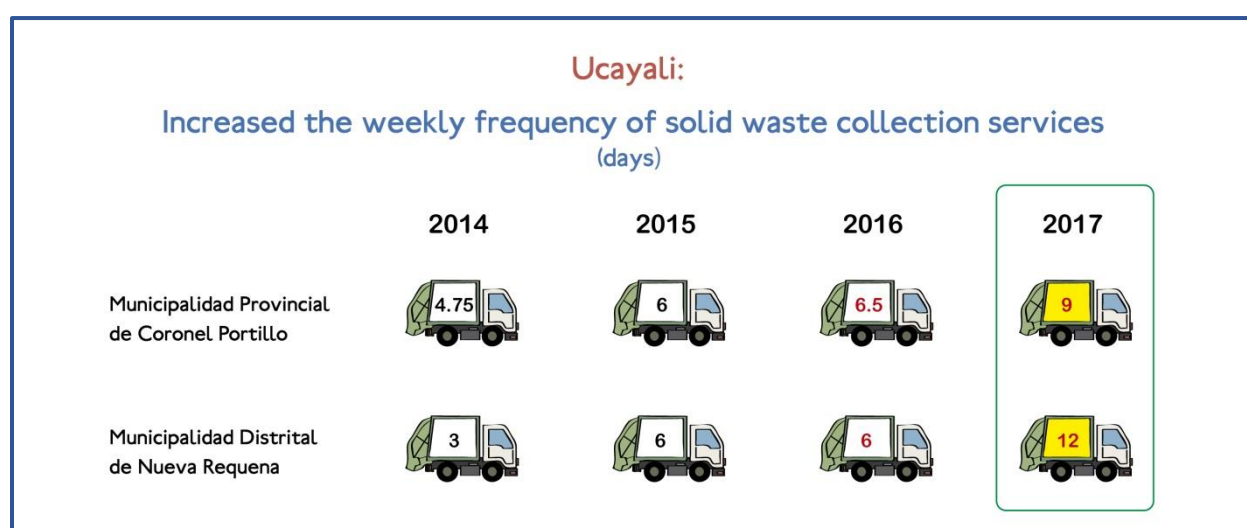 Ucayali:
Increased the weekly frequency of solid waste collection services
(days)
2014 2015 2016 2017
Municipalidad Provincial
de Coronel Portillo
4.75 6 6.5 9
Municipalidad Distrital
de Nueva Requena
3 6 6 12